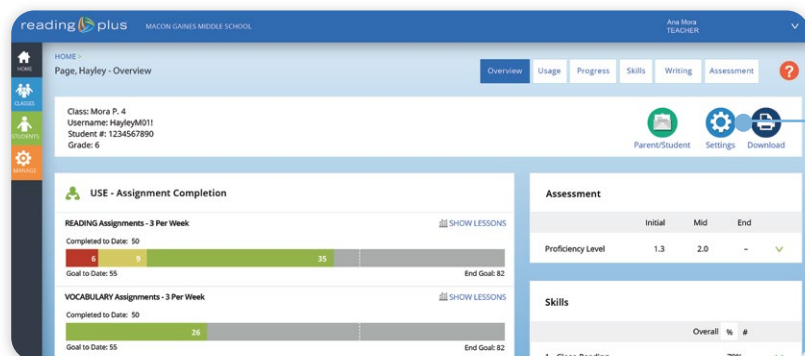 reading plus MACON GAINES MIDDLE SCHOOL
Ana Mora
TEACHER
HOME
CLASSES
STUDENTS
MANAGE
HOME >
Page, Hayley - Overview
Overview Usage Progress Skills Writing Assessment ?
Class: Mora P. 4
Username: HayleyM01!
Student #: 1234567890
Grade: 6
Parent/Student Settings Download
USE - Assignment Completion
READING Assignments - 3 Per Week SHOW LESSONS
Completed to Date: 50
6 9 35
Goal to Date: 55 End Goal: 82
VOCABULARY Assignments - 3 Per Week SHOW LESSONS
Completed to Date: 50
26
Goal to Date: 55 End Goal: 82
Assessment
Initial Mid End
Proficiency Level 1.3 2.0 –
Skills
Overall % #